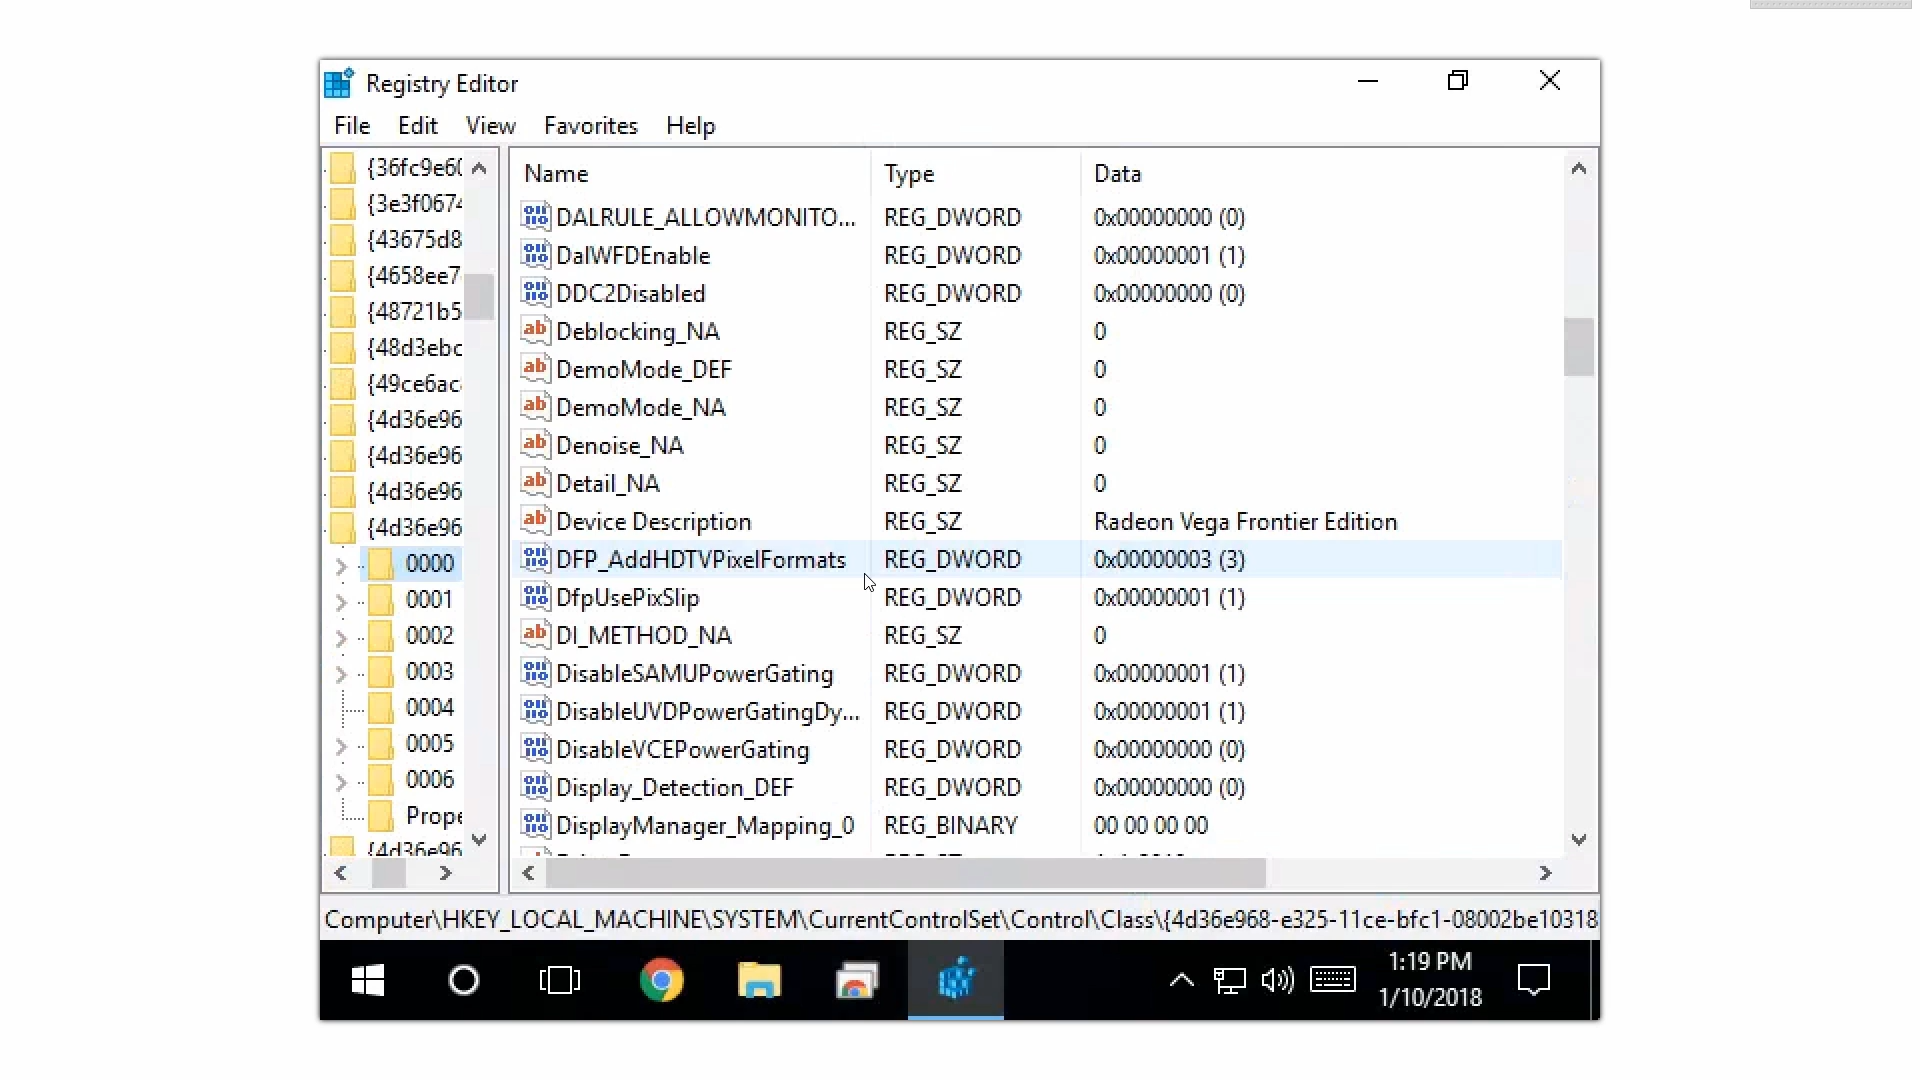 Registry Editor
File Edit View Favorites Help
{36fc9e60
{3e3f0674
{43675d8
{4658ee7
{48721b5
{48d3ebc
{49ce6ac
{4d36e96
{4d36e96
{4d36e96
{4d36e96
0000
0001
0002
0003
0004
0005
0006
Prope
{4d36e96
Name Type Data
DALRULE_ALLOWMONITO... REG_DWORD 0x00000000 (0)
DalWFDEnable REG_DWORD 0x00000001 (1)
DDC2Disabled REG_DWORD 0x00000000 (0)
Deblocking_NA REG_SZ 0
DemoMode_DEF REG_SZ 0
DemoMode_NA REG_SZ 0
Denoise_NA REG_SZ 0
Detail_NA REG_SZ 0
Device Description REG_SZ Radeon Vega Frontier Edition
DFP_AddHDTVPixelFormats REG_DWORD 0x00000003 (3)
DfpUsePixSlip REG_DWORD 0x00000001 (1)
DI_METHOD_NA REG_SZ 0
DisableSAMUPowerGating REG_DWORD 0x00000001 (1)
DisableUVDPowerGatingDy... REG_DWORD 0x00000001 (1)
DisableVCEPowerGating REG_DWORD 0x00000000 (0)
Display_Detection_DEF REG_DWORD 0x00000000 (0)
DisplayManager_Mapping_0 REG_BINARY 00 00 00 00
Computer\HKEY_LOCAL_MACHINE\SYSTEM\CurrentControlSet\Control\Class\{4d36e968-e325-11ce-bfc1-08002be10318
1:19 PM
1/10/2018